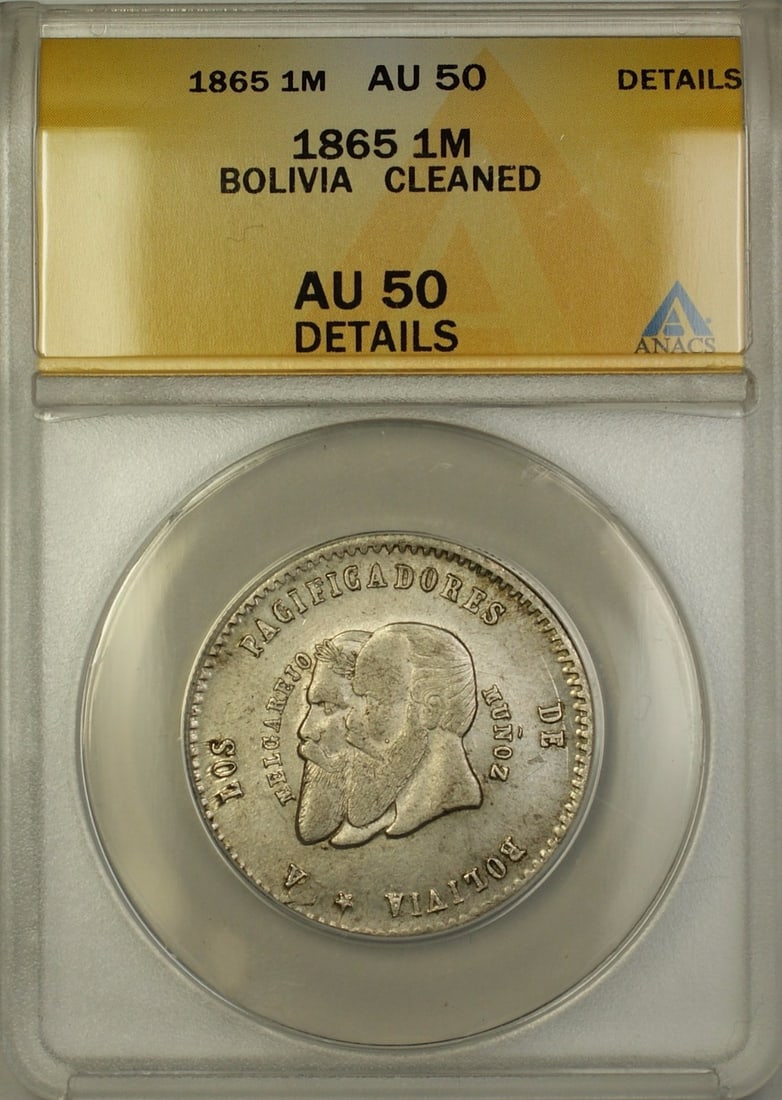 1865 1M AU 50 DETAILS
1865 1M
BOLIVIA CLEANED
AU 50
DETAILS
ANACS
A LOS PACIFICADORES DE BOLIVIA
MELGAREJO
MUÑOZ